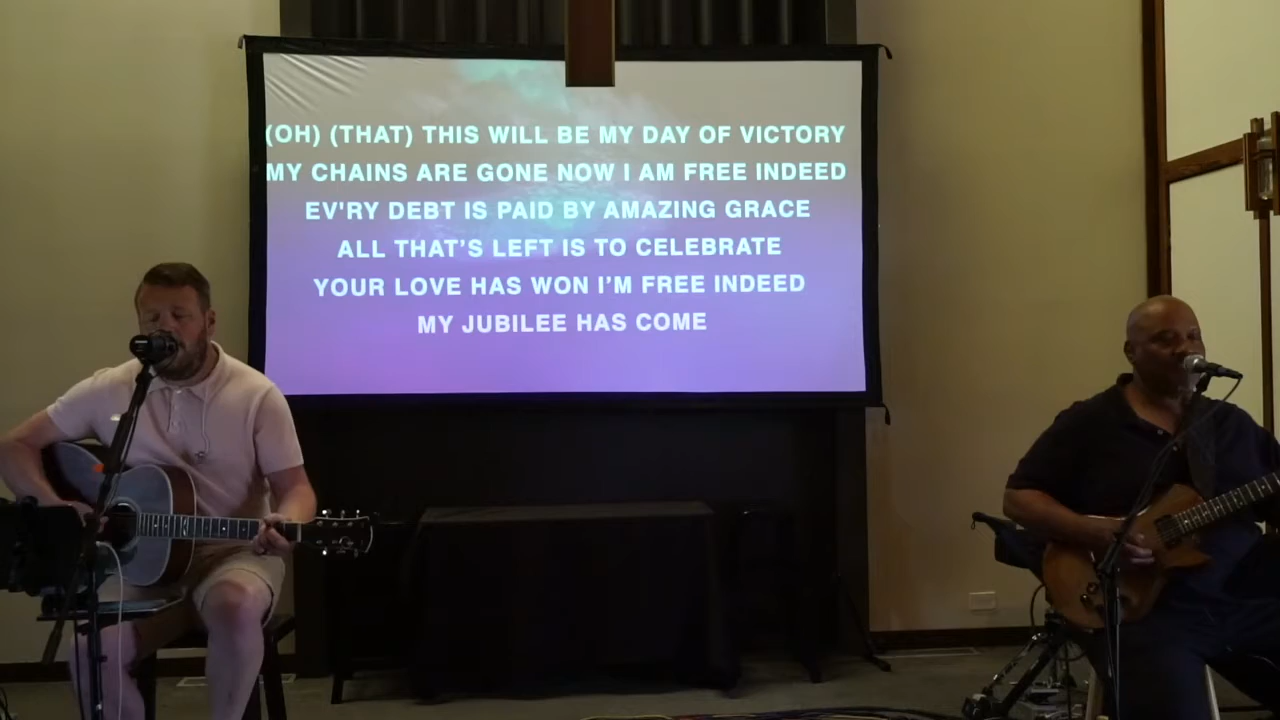 (OH) (THAT) THIS WILL BE MY DAY OF VICTORY
MY CHAINS ARE GONE NOW I AM FREE INDEED
EV'RY DEBT IS PAID BY AMAZING GRACE
ALL THAT'S LEFT IS TO CELEBRATE
YOUR LOVE HAS WON I'M FREE INDEED
MY JUBILEE HAS COME